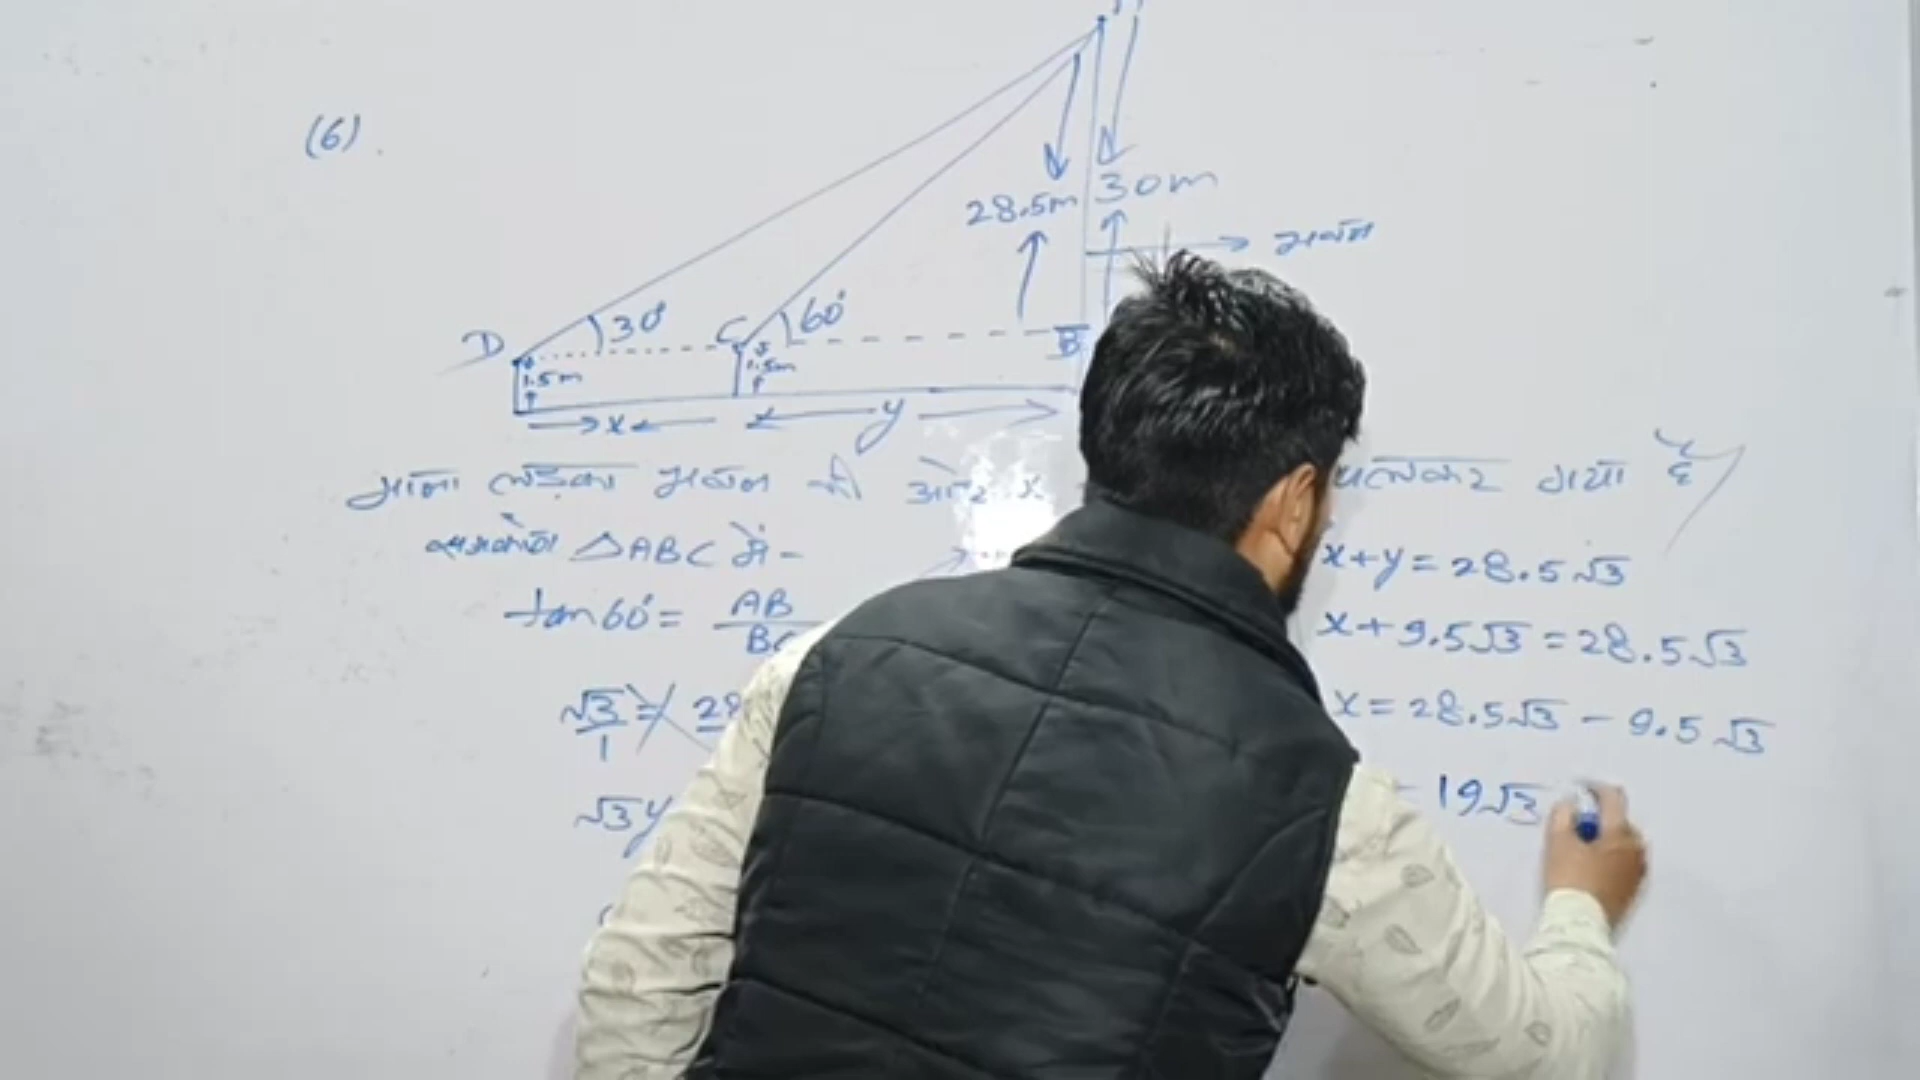 (6)
28.5m 30m
भवन
D 30° C 60° B
1.5m 1.5m
x y
माना लड़का भवन की ओर x चलकर गया है
समकोण △ABC में -
tan60° = AB
BC
√3 = 28
1
√3y
x+y = 28.5√3
x+9.5√3 = 28.5√3
x = 28.5√3 - 9.5√3
19√3